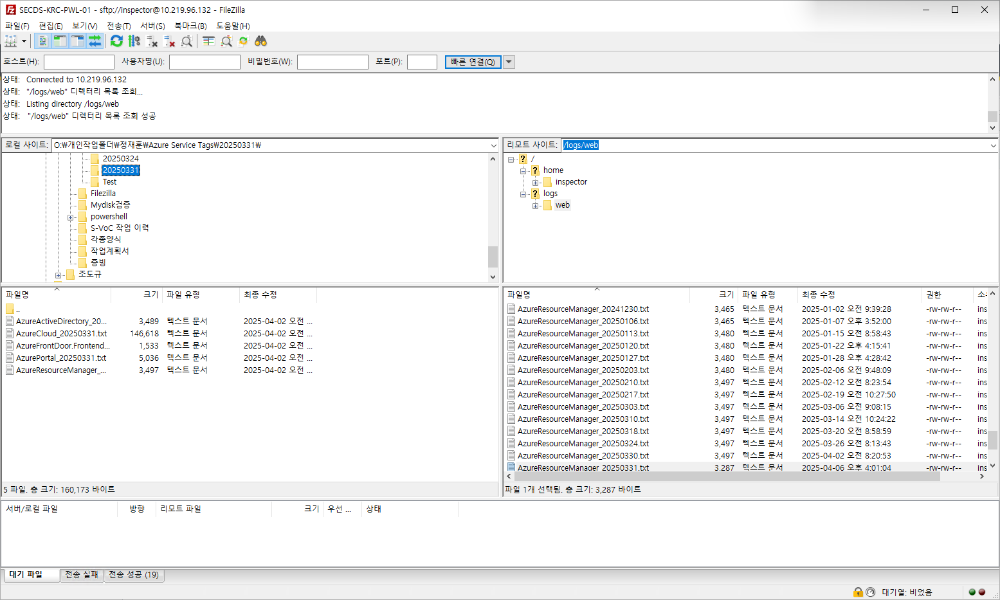 SECDS-KRC-PWL-01 - sftp://inspector@10.219.96.132 - FileZilla
파일(F) 편집(E) 보기(V) 전송(T) 서버(S) 북마크(B) 도움말(H)
호스트(H): 사용자명(U): 비밀번호(W): 포트(P): 빠른 연결(Q)
상태: Connected to 10.219.96.132
상태: "/logs/web" 디렉터리 목록 조회...
상태: Listing directory /logs/web
상태: "/logs/web" 디렉터리 목록 조회 성공
로컬 사이트: O:₩개인작업폴더₩정재훈₩Azure Service Tags₩20250331₩
20250324
20250331
Test
Filezilla
Mydisk검증
powershell
S-VoC 작업 이력
각종양식
작업계획서
증빙
조도규
리모트 사이트: /logs/web
/
home
inspector
logs
web
파일명 크기 파일 유형 최종 수정
..
AzureActiveDirectory_20... 3,489 텍스트 문서 2025-04-02 오전 ...
AzureCloud_20250331.txt 146,618 텍스트 문서 2025-04-02 오전 ...
AzureFrontDoor.Frontend... 1,533 텍스트 문서 2025-04-02 오전 ...
AzurePortal_20250331.txt 5,036 텍스트 문서 2025-04-02 오전 ...
AzureResourceManager_... 3,497 텍스트 문서 2025-04-02 오전 ...
5 파일. 총 크기: 160,173 바이트
파일명 크기 파일 유형 최종 수정 권한 소
AzureResourceManager_20241230.txt 3,465 텍스트 문서 2025-01-02 오전 9:39:28 -rw-rw-r-- ins
AzureResourceManager_20250106.txt 3,465 텍스트 문서 2025-01-07 오후 3:52:00 -rw-rw-r-- ins
AzureResourceManager_20250113.txt 3,480 텍스트 문서 2025-01-15 오전 8:58:43 -rw-rw-r-- ins
AzureResourceManager_20250120.txt 3,480 텍스트 문서 2025-01-22 오후 4:15:41 -rw-rw-r-- ins
AzureResourceManager_20250127.txt 3,480 텍스트 문서 2025-01-28 오후 4:28:42 -rw-rw-r-- ins
AzureResourceManager_20250203.txt 3,480 텍스트 문서 2025-02-06 오전 9:48:09 -rw-rw-r-- ins
AzureResourceManager_20250210.txt 3,497 텍스트 문서 2025-02-12 오전 8:23:54 -rw-rw-r-- ins
AzureResourceManager_20250217.txt 3,497 텍스트 문서 2025-02-19 오전 10:27:50 -rw-rw-r-- ins
AzureResourceManager_20250303.txt 3,497 텍스트 문서 2025-03-06 오전 9:08:15 -rw-rw-r-- ins
AzureResourceManager_20250310.txt 3,497 텍스트 문서 2025-03-14 오전 10:24:22 -rw-rw-r-- ins
AzureResourceManager_20250318.txt 3,497 텍스트 문서 2025-03-20 오전 8:58:59 -rw-rw-r-- ins
AzureResourceManager_20250324.txt 3,497 텍스트 문서 2025-03-26 오전 8:13:43 -rw-rw-r-- ins
AzureResourceManager_20250330.txt 3,497 텍스트 문서 2025-04-02 오전 8:20:53 -rw-rw-r-- ins
AzureResourceManager_20250331.txt 3,287 텍스트 문서 2025-04-06 오후 4:01:04 -rw-rw-r-- ins
파일 1개 선택됨. 총 크기: 3,287 바이트
서버/로컬 파일 방향 리모트 파일 크기 우선 ... 상태
대기 파일 전송 실패 전송 성공 (19)
대기열: 비었음